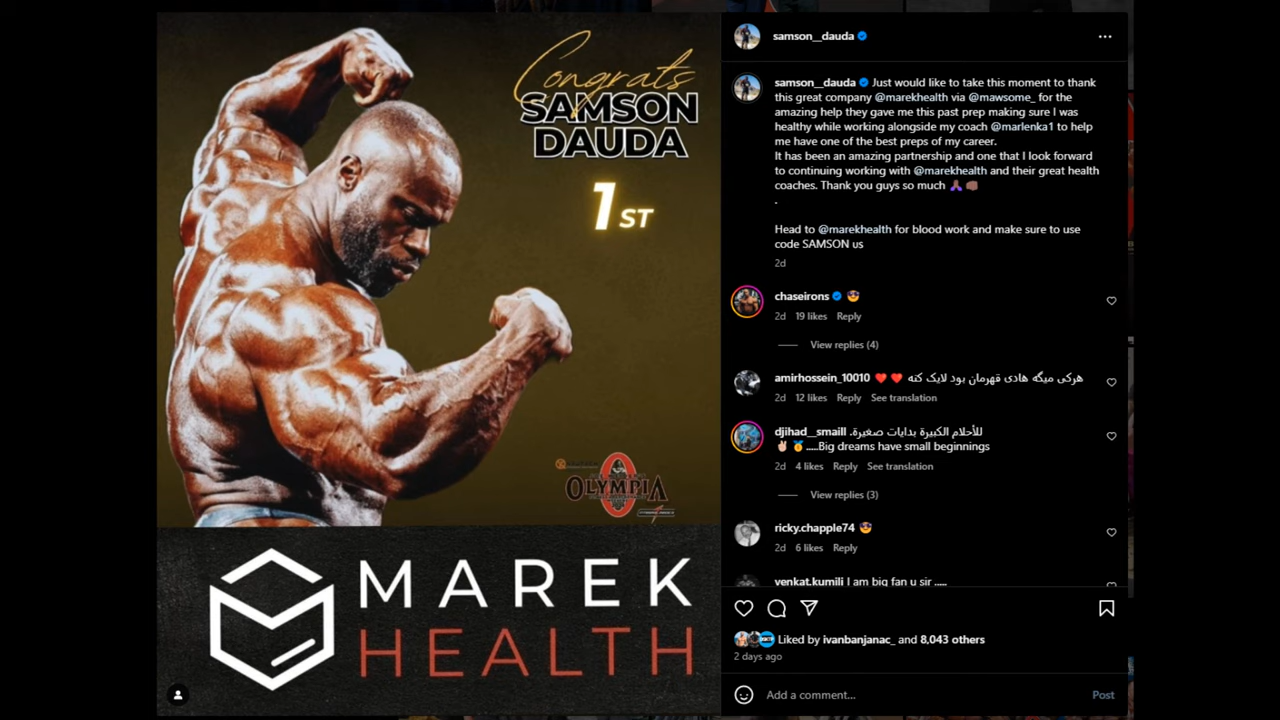 Congrats
SAMSON
DAUDA
1ST
OLYMPIA
MAREK
HEALTH
samson__dauda
samson__dauda Just would like to take this moment to thank
this great company @marekhealth via @mawsome_ for the
amazing help they gave me this past prep making sure I was
healthy while working alongside my coach @marlenka1 to help
me have one of the best preps of my career.
It has been an amazing partnership and one that I look forward
to continuing working with @marekhealth and their great health
coaches. Thank you guys so much 🙏🏾 👊🏾
.
Head to @marekhealth for blood work and make sure to use
code SAMSON us
2d
chaseirons 😎
2d 19 likes Reply
View replies (4)
amirhossein_10010 ❤️ ❤️ هرکی میگه هادی قهرمان بود لایک کنه
2d 12 likes Reply See translation
djihad__smaill للأحلام الكبيرة بدايات صغيرة.
✌🏻 🏅.....Big dreams have small beginnings
2d 4 likes Reply See translation
View replies (3)
ricky.chapple74 😎
2d 6 likes Reply
venkat.kumili I am big fan u sir .....
Liked by ivanbanjanac_ and 8,043 others
2 days ago
Add a comment...
Post